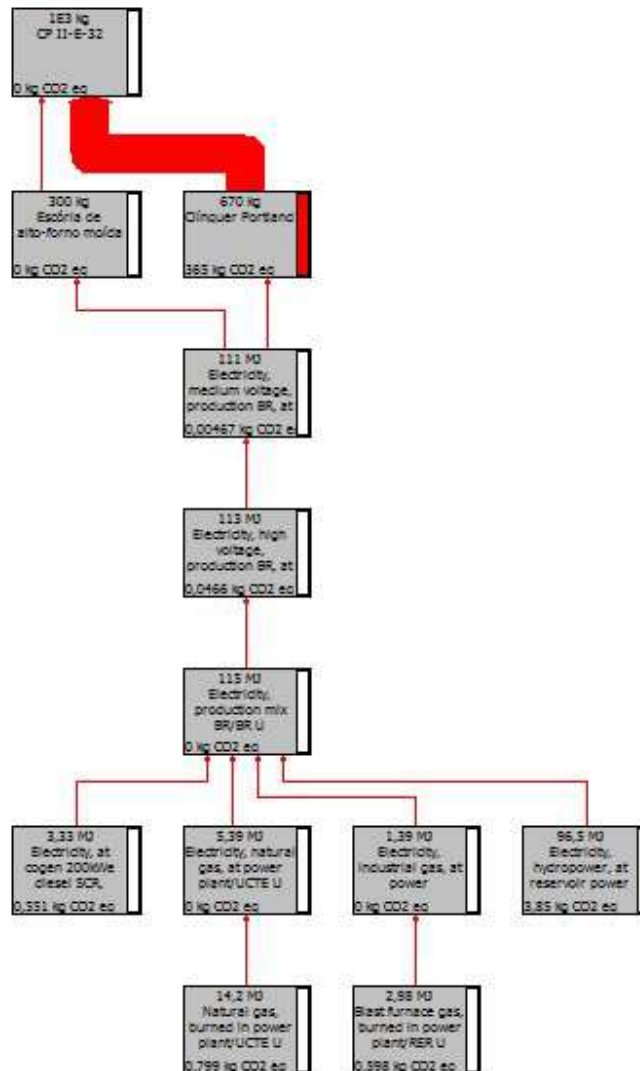 1E3 kg
CP II-E-32
0 kg CO2 eq
300 kg
Escória de
alto-forno moída
0 kg CO2 eq
670 kg
Clínquer Portland
365 kg CO2 eq
111 MJ
Electricity,
medium voltage,
production BR, at
0,00467 kg CO2 e
113 MJ
Electricity, high
voltage,
production BR, at
0,0466 kg CO2 eq
115 MJ
Electricity,
production mix
BR/BR U
0 kg CO2 eq
3,33 MJ
Electricity, at
cogen 200kWe
diesel SCR,
0,551 kg CO2 eq
5,39 MJ
Electricity, natural
gas, at power
plant/UCTE U
0 kg CO2 eq
1,39 MJ
Electricity,
industrial gas, at
power
0 kg CO2 eq
96,5 MJ
Electricity,
hydropower, at
reservoir power
3,85 kg CO2 eq
14,2 MJ
Natural gas,
burned in power
plant/UCTE U
0,799 kg CO2 eq
2,98 MJ
Blast furnace gas,
burned in power
plant/RER U
0,598 kg CO2 eq